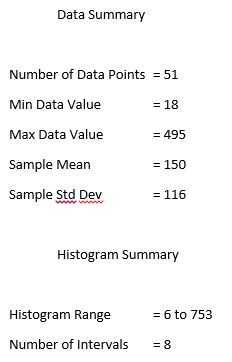 Data Summary
Number of Data Points = 51
Min Data Value = 18
Max Data Value = 495
Sample Mean = 150
Sample Std Dev = 116
Histogram Summary
Histogram Range = 6 to 753
Number of Intervals = 8